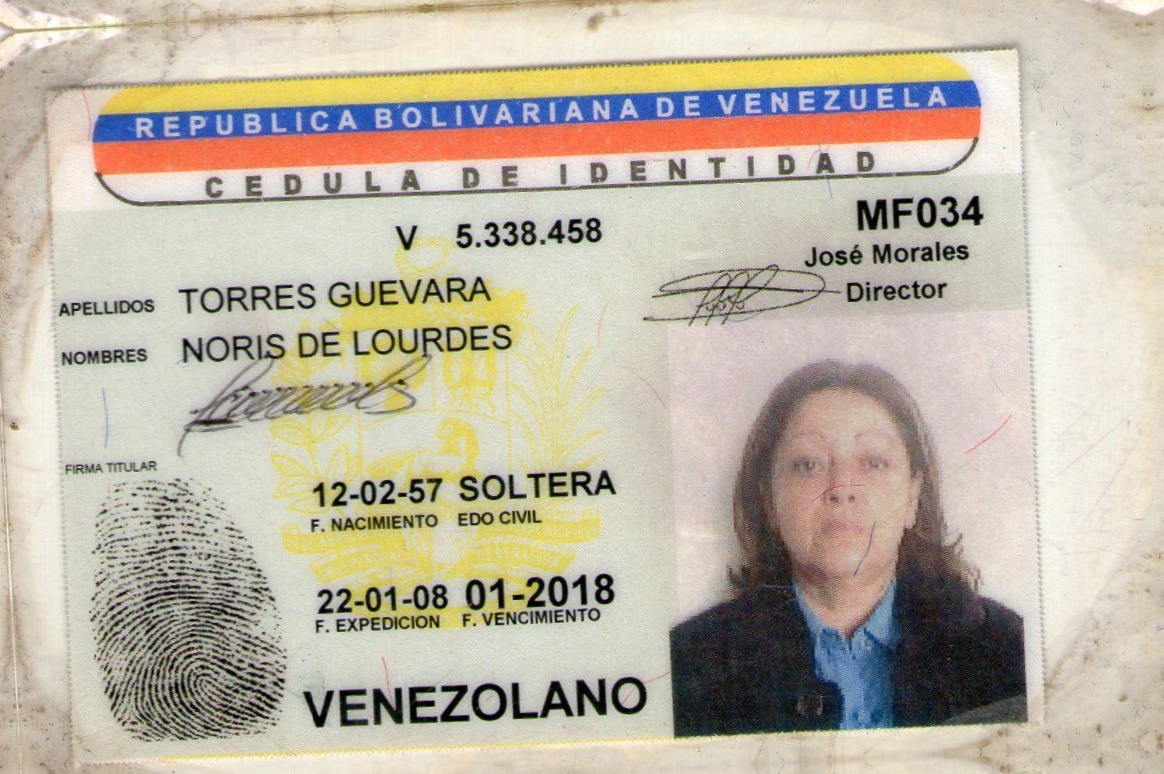 REPUBLICA BOLIVARIANA DE VENEZUELA
CEDULA DE IDENTIDAD
V 5.338.458
MF034
José Morales
Director
APELLIDOS TORRES GUEVARA
NOMBRES NORIS DE LOURDES
FIRMA TITULAR
12-02-57 SOLTERA
F. NACIMIENTO EDO CIVIL
22-01-08 01-2018
F. EXPEDICION F. VENCIMIENTO
VENEZOLANO